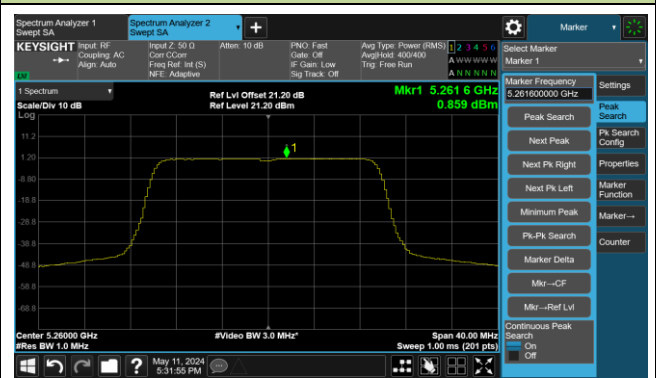 Spectrum Analyzer 1
Swept SA
Spectrum Analyzer 2
Swept SA
+
Marker
KEYSIGHT
Input: RF
Coupling: AC
Align: Auto
Input Z: 50 Ω
Corr CCorr
Freq Ref: Int (S)
NFE: Adaptive
Atten: 10 dB
PNO: Fast
Gate: Off
IF Gain: Low
Sig Track: Off
Avg Type: Power (RMS)
Avg|Hold: 400/400
Trig: Free Run
1 2 3 4 5 6
A W W W W W
A N N N N N
LXI
Select Marker
Marker 1
1 Spectrum
Scale/Div 10 dB
Log
Ref Lvl Offset 21.20 dB
Ref Level 21.20 dBm
Mkr1 5.261 6 GHz
0.859 dBm
11.2
1.20
-8.80
-18.8
-28.8
-38.8
-48.8
-58.8
-68.8
1
Center 5.26000 GHz
#Res BW 1.0 MHz
#Video BW 3.0 MHz*
Span 40.00 MHz
Sweep 1.00 ms (201 pts)
Marker Frequency
5.261600000 GHz
Peak Search
Next Peak
Next Pk Right
Next Pk Left
Minimum Peak
Pk-Pk Search
Marker Delta
Mkr→CF
Mkr→Ref Lvl
Continuous Peak
Search
On
Off
Settings
Peak
Search
Pk Search
Config
Properties
Marker
Function
Marker→
Counter
?
May 11, 2024
5:31:55 PM